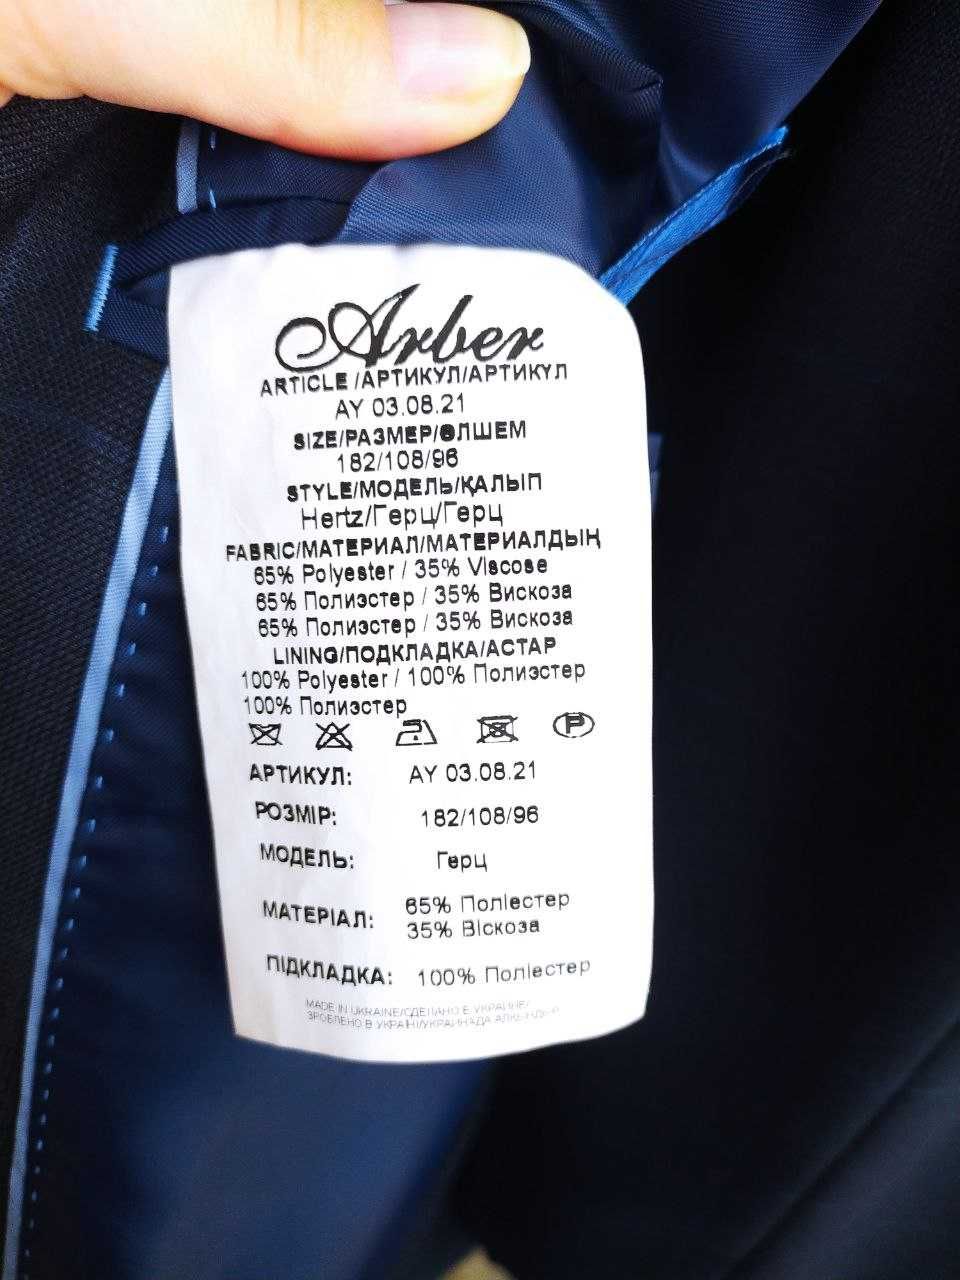 Arber
ARTICLE /АРТИКУЛ/АРТИКУЛ
AY 03.08.21
SIZE/РАЗМЕР/ӨЛШЕМ
182/108/96
STYLE/МОДЕЛЬ/ҚАЛЫП
Hertz/Герц/Герц
FABRIC/МАТЕРИАЛ/МАТЕРИАЛДЫҢ
65% Polyester / 35% Viscose
65% Полиэстер / 35% Вискоза
65% Полиэстер / 35% Вискоза
LINING/ПОДКЛАДКА/АСТАР
100% Polyester / 100% Полиэстер
100% Полиэстер
P
АРТИКУЛ: AY 03.08.21
РОЗМІР: 182/108/96
МОДЕЛЬ: Герц
МАТЕРІАЛ: 65% Поліестер
35% Віскоза
ПІДКЛАДКА: 100% Поліестер
MADE IN UKRAINE/СДЕЛАНО В УКРАИНЕ/
ЗРОБЛЕНО В УКРАЇНІ/УКРАИНАДА